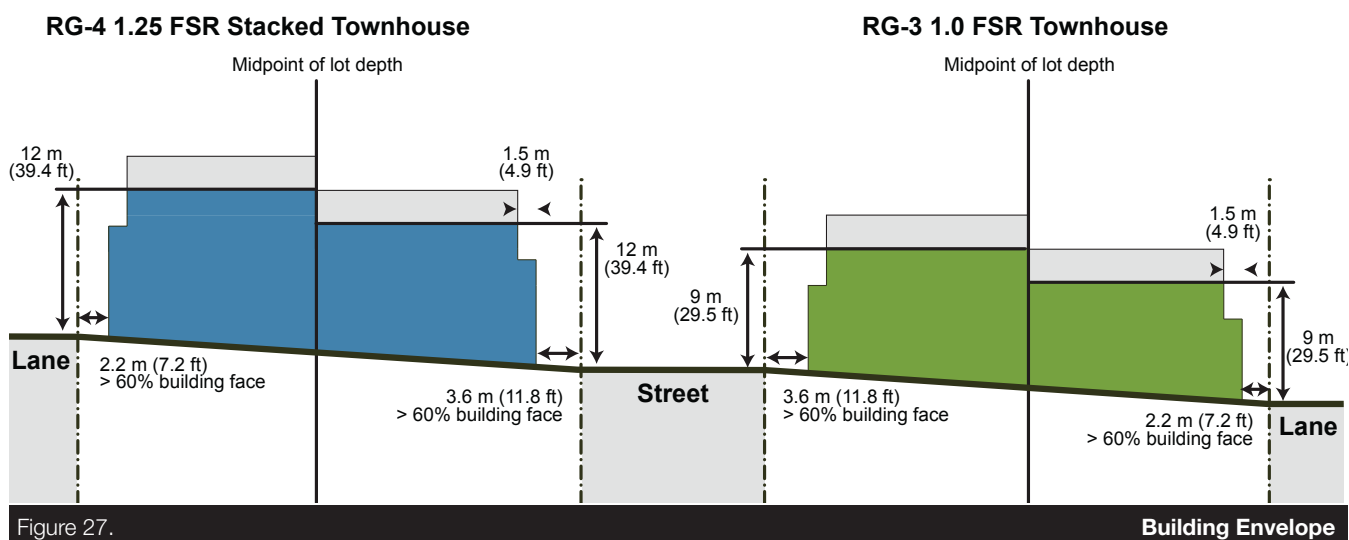 RG-4 1.25 FSR Stacked Townhouse
Midpoint of lot depth
12 m
(39.4 ft)
1.5 m
(4.9 ft)
12 m
(39.4 ft)
Lane
2.2 m (7.2 ft)
> 60% building face
3.6 m (11.8 ft)
> 60% building face
Street
RG-3 1.0 FSR Townhouse
Midpoint of lot depth
9 m
(29.5 ft)
1.5 m
(4.9 ft)
9 m
(29.5 ft)
3.6 m (11.8 ft)
> 60% building face
2.2 m (7.2 ft)
> 60% building face
Lane
Figure 27.
Building Envelope